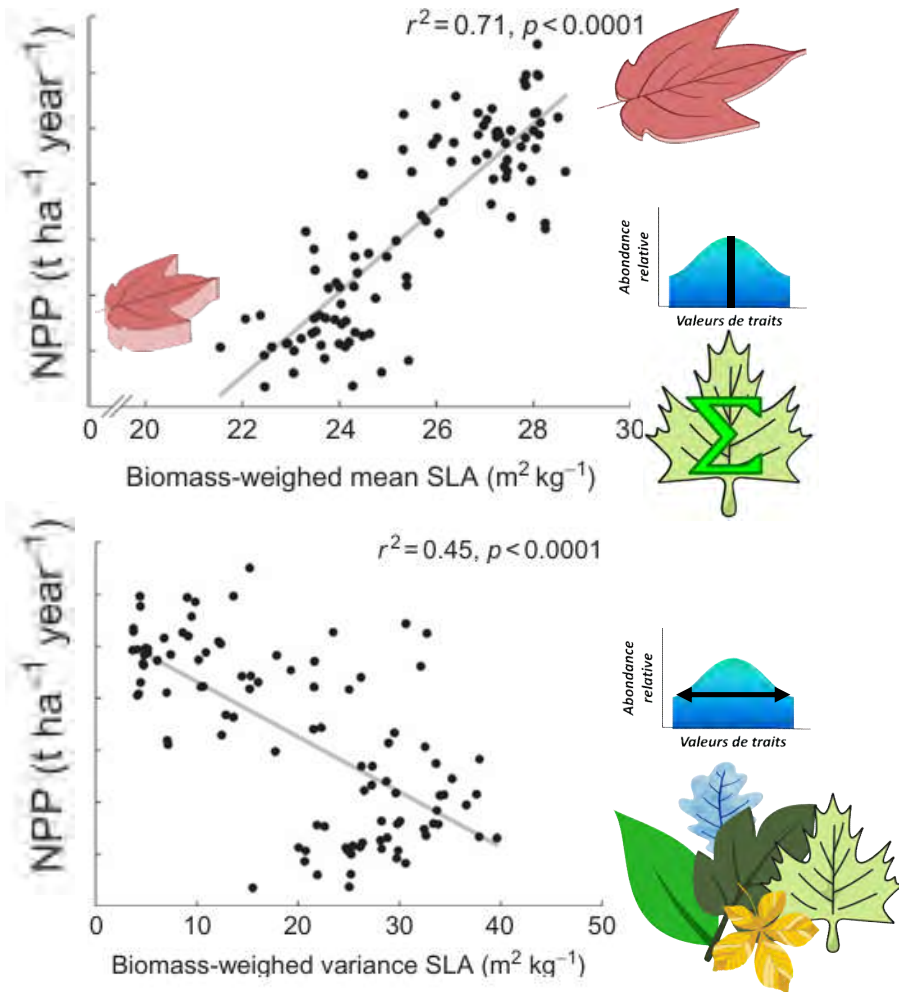 r² = 0.71, p < 0.0001
NPP (t ha⁻¹ year⁻¹)
Abondance
relative
Valeurs de traits
Σ
0 20 22 24 26 28 30
Biomass-weighed mean SLA (m² kg⁻¹)
r² = 0.45, p < 0.0001
NPP (t ha⁻¹ year⁻¹)
Abondance
relative
Valeurs de traits
0 10 20 30 40 50
Biomass-weighed variance SLA (m² kg⁻¹)